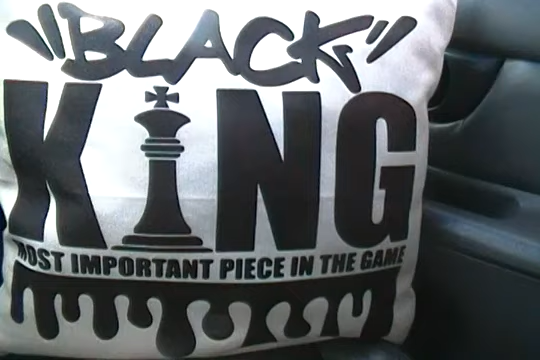 "BLACK"
KING
MOST IMPORTANT PIECE IN THE GAME